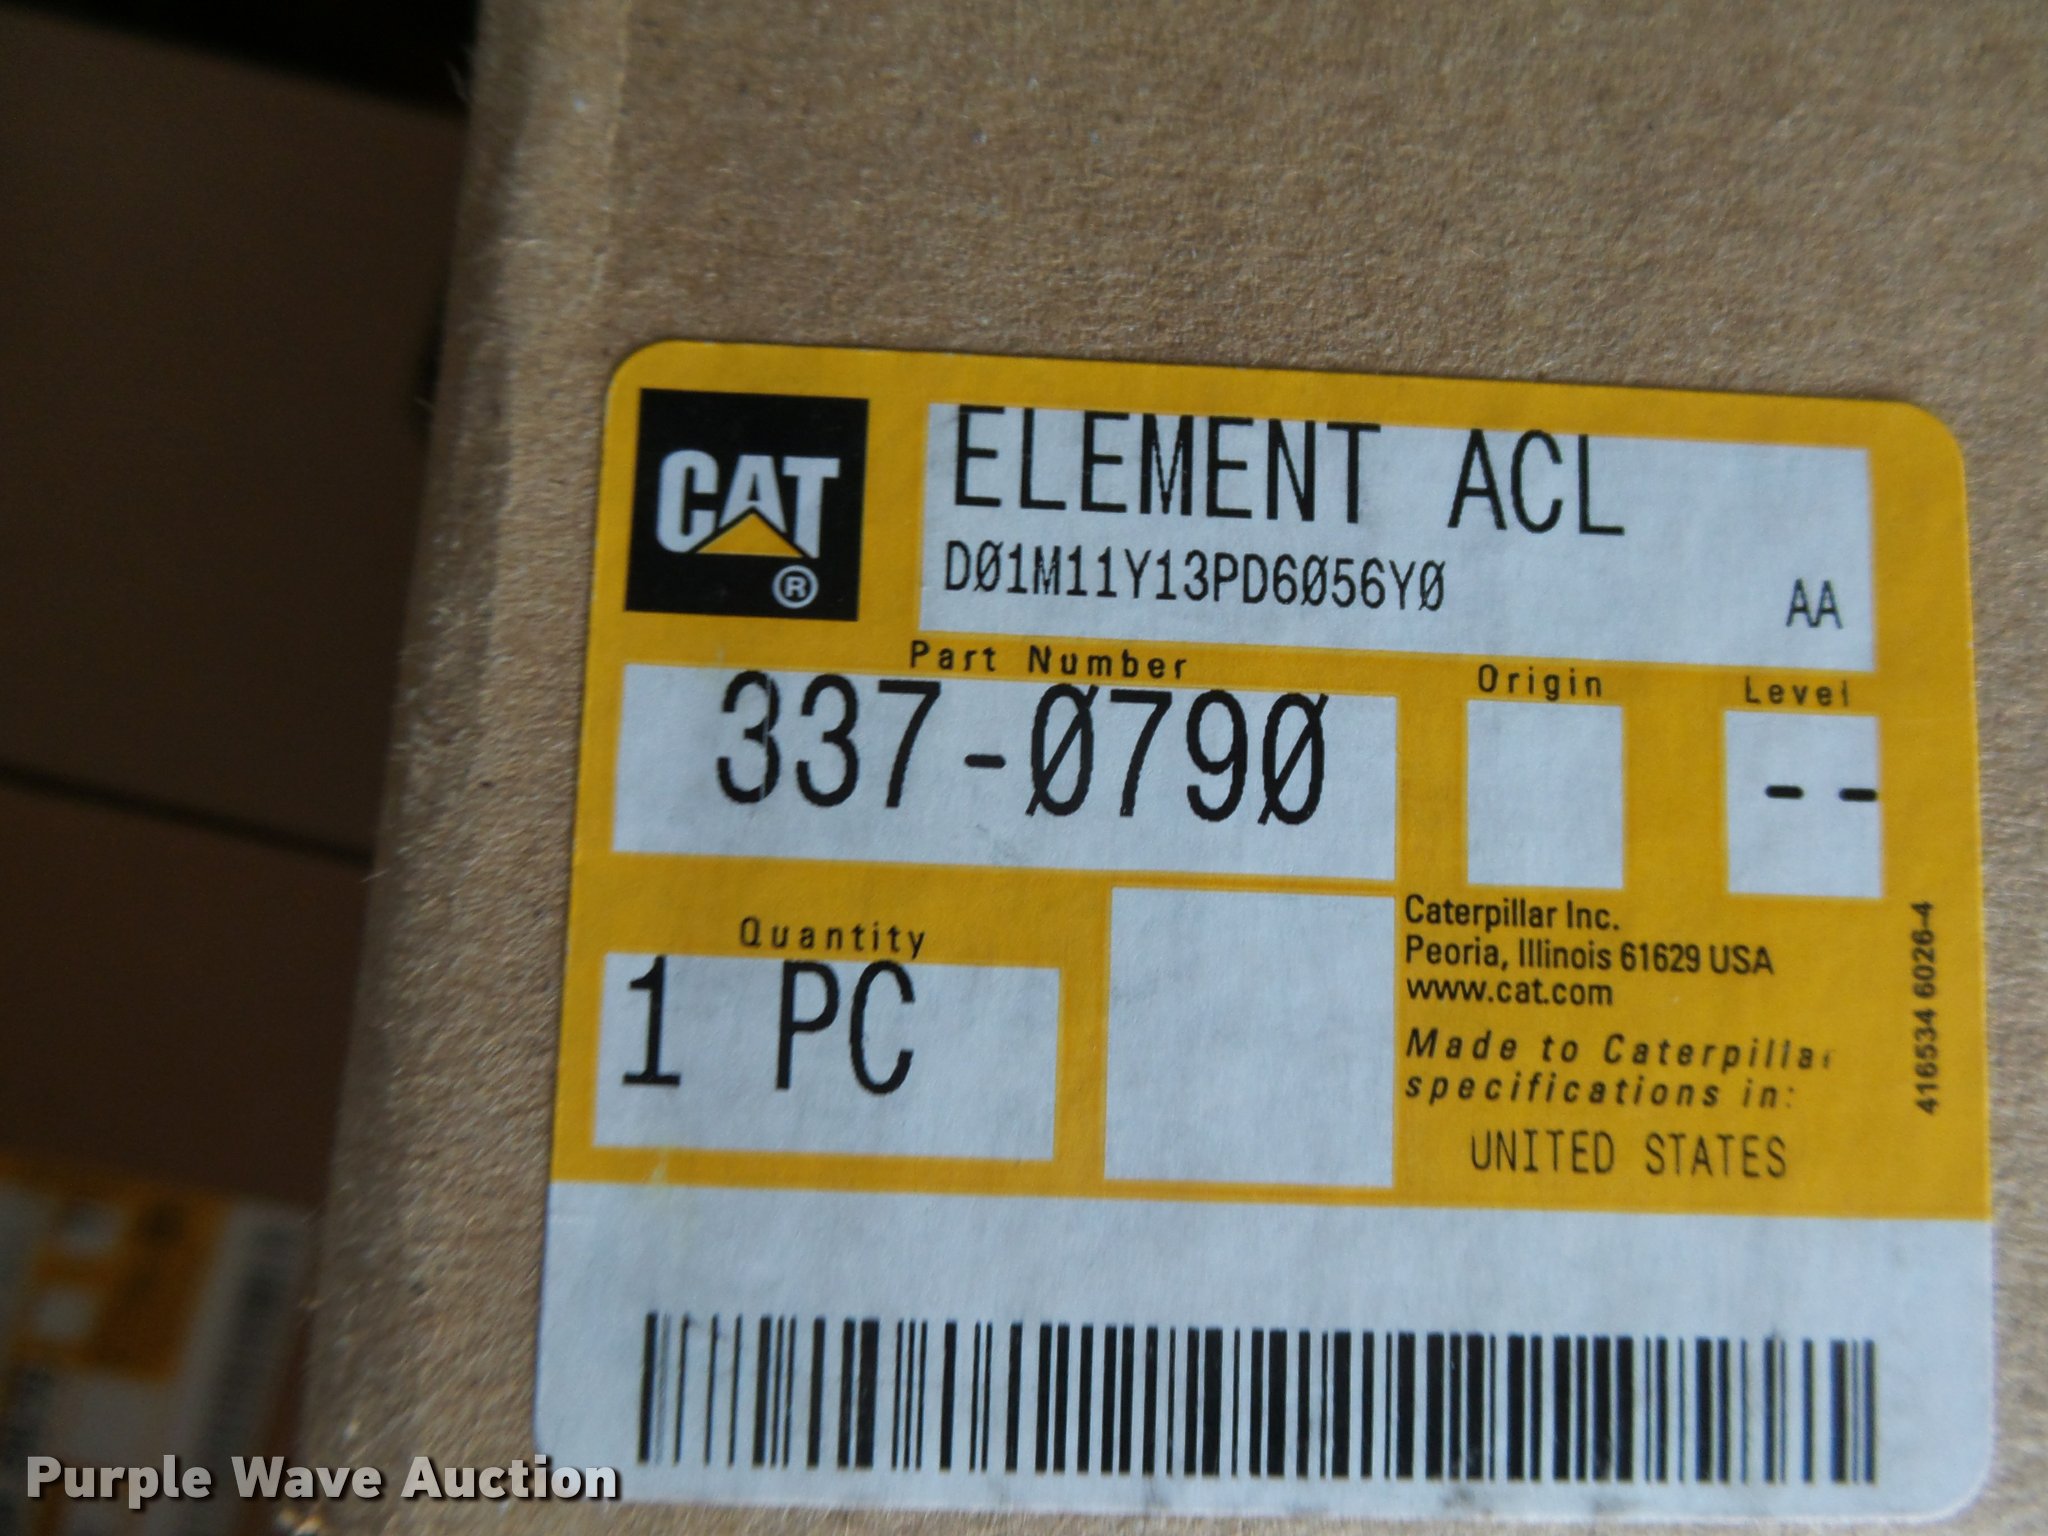 CAT
®
ELEMENT ACL
D01M11Y13PD6056Y0 AA
Part Number Origin Level
337-0790 --
Quantity
1 PC
Caterpillar Inc.
Peoria, Illinois 61629 USA
www.cat.com
Made to Caterpillar
specifications in:
UNITED STATES
416534 6026-4
Purple Wave Auction